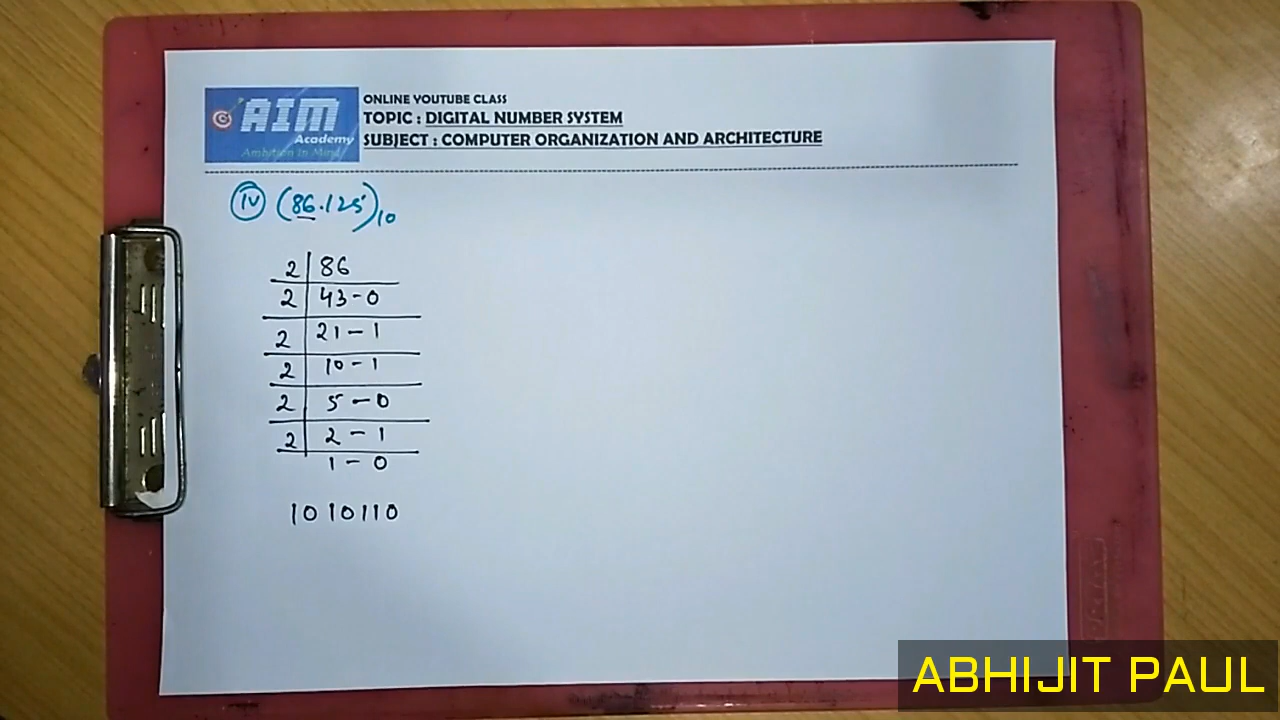 AIM
Academy
Ambition In Mind
ONLINE YOUTUBE CLASS
TOPIC : DIGITAL NUMBER SYSTEM
SUBJECT : COMPUTER ORGANIZATION AND ARCHITECTURE
iv (86.125)10
2 | 86
2 | 43 - 0
2 | 21 - 1
2 | 10 - 1
2 | 5 - 0
2 | 2 - 1
1 - 0
1010110
ABHIJIT PAUL